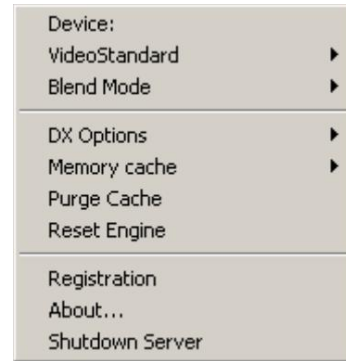 Device:
VideoStandard
Blend Mode
DX Options
Memory cache
Purge Cache
Reset Engine
Registration
About...
Shutdown Server